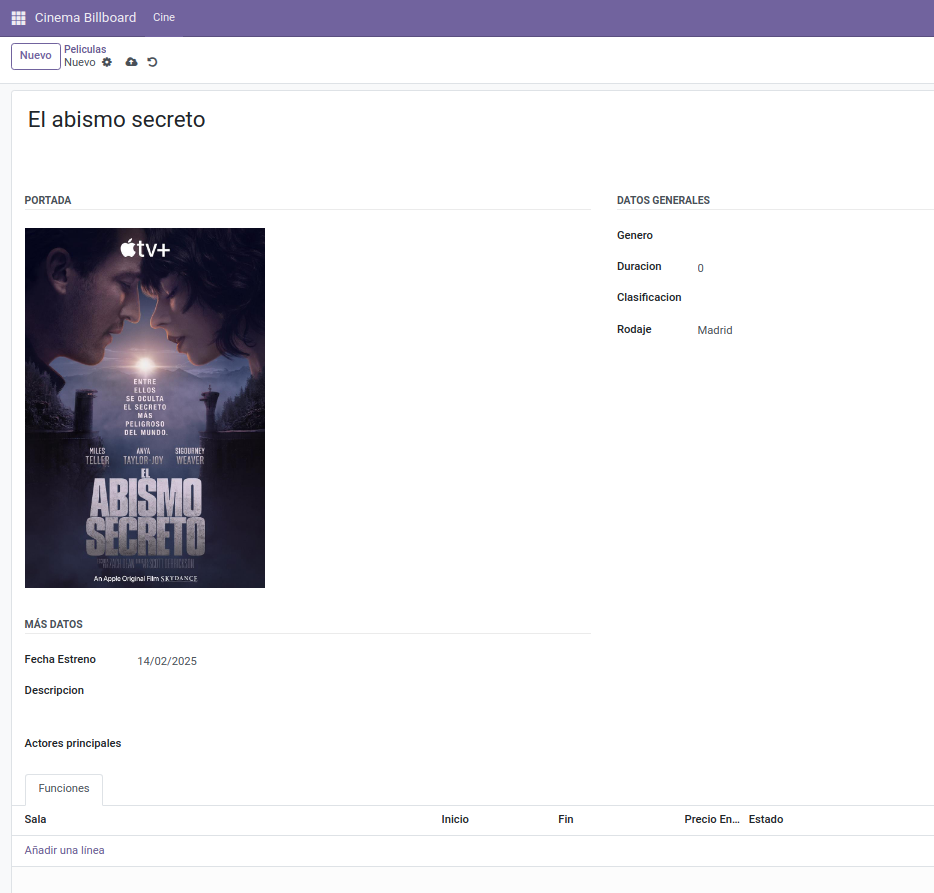 Cinema Billboard Cine
Nuevo
Peliculas
Nuevo
El abismo secreto
PORTADA
tv+
ENTRE
ELLOS
SE OCULTA
EL SECRETO
MÁS
PELIGROSO
DEL MUNDO.
MILES TELLER
ANYA TAYLOR-JOY
SIGOURNEY WEAVER
EL
ABISMO
SECRETO
An Apple Original Film SKYDANCE
DATOS GENERALES
Genero
Duracion 0
Clasificacion
Rodaje Madrid
MÁS DATOS
Fecha Estreno 14/02/2025
Descripcion
Actores principales
Funciones
Sala Inicio Fin Precio En... Estado
Añadir una línea